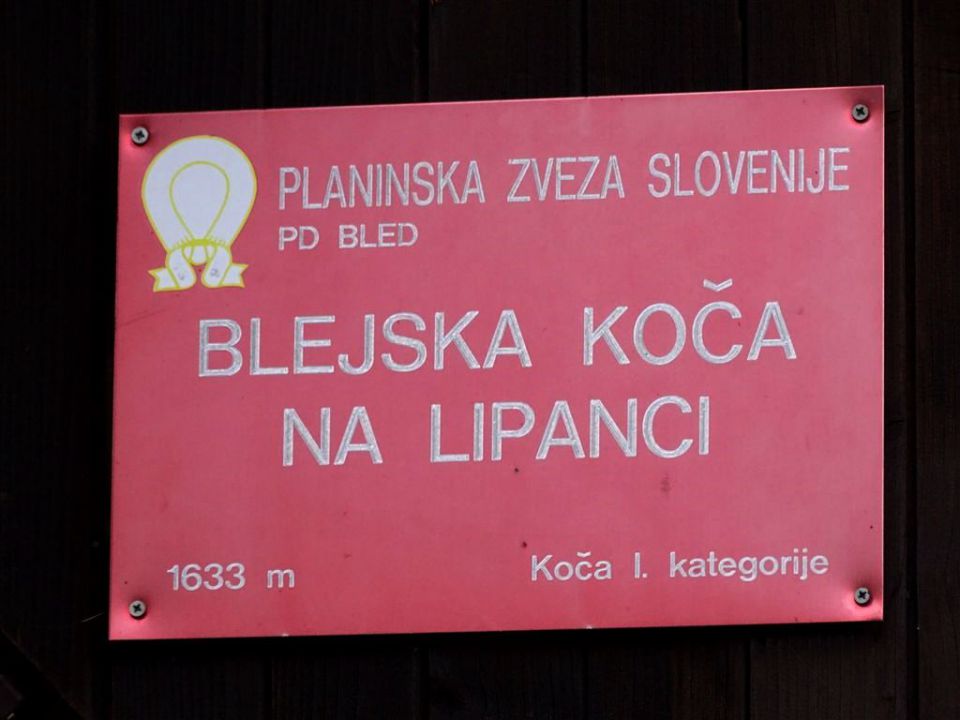 PLANINSKA ZVEZA SLOVENIJE
PD BLED
BLEJSKA KOČA
NA LIPANCI
1633 m
Koča I. kategorije